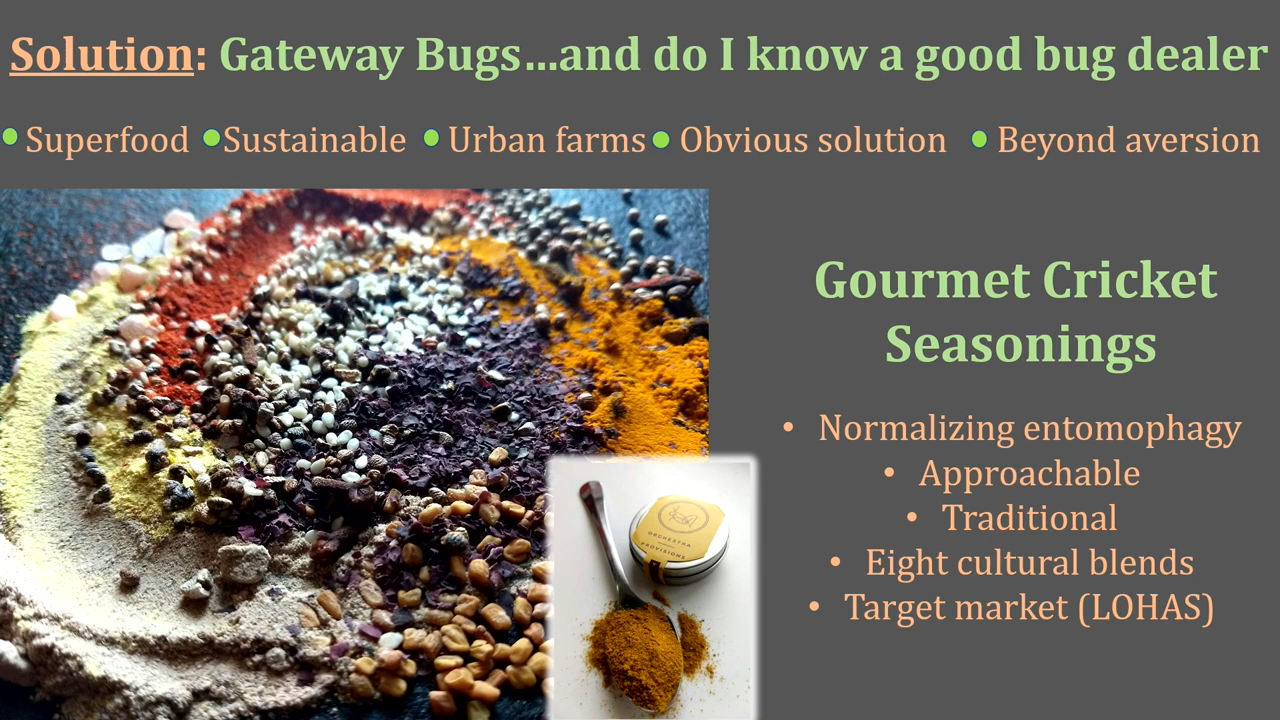 Solution: Gateway Bugs...and do I know a good bug dealer
• Superfood • Sustainable • Urban farms • Obvious solution • Beyond aversion
Gourmet Cricket
Seasonings
• Normalizing entomophagy
• Approachable
• Traditional
• Eight cultural blends
• Target market (LOHAS)
ORCHESTRA
PROVISIONS